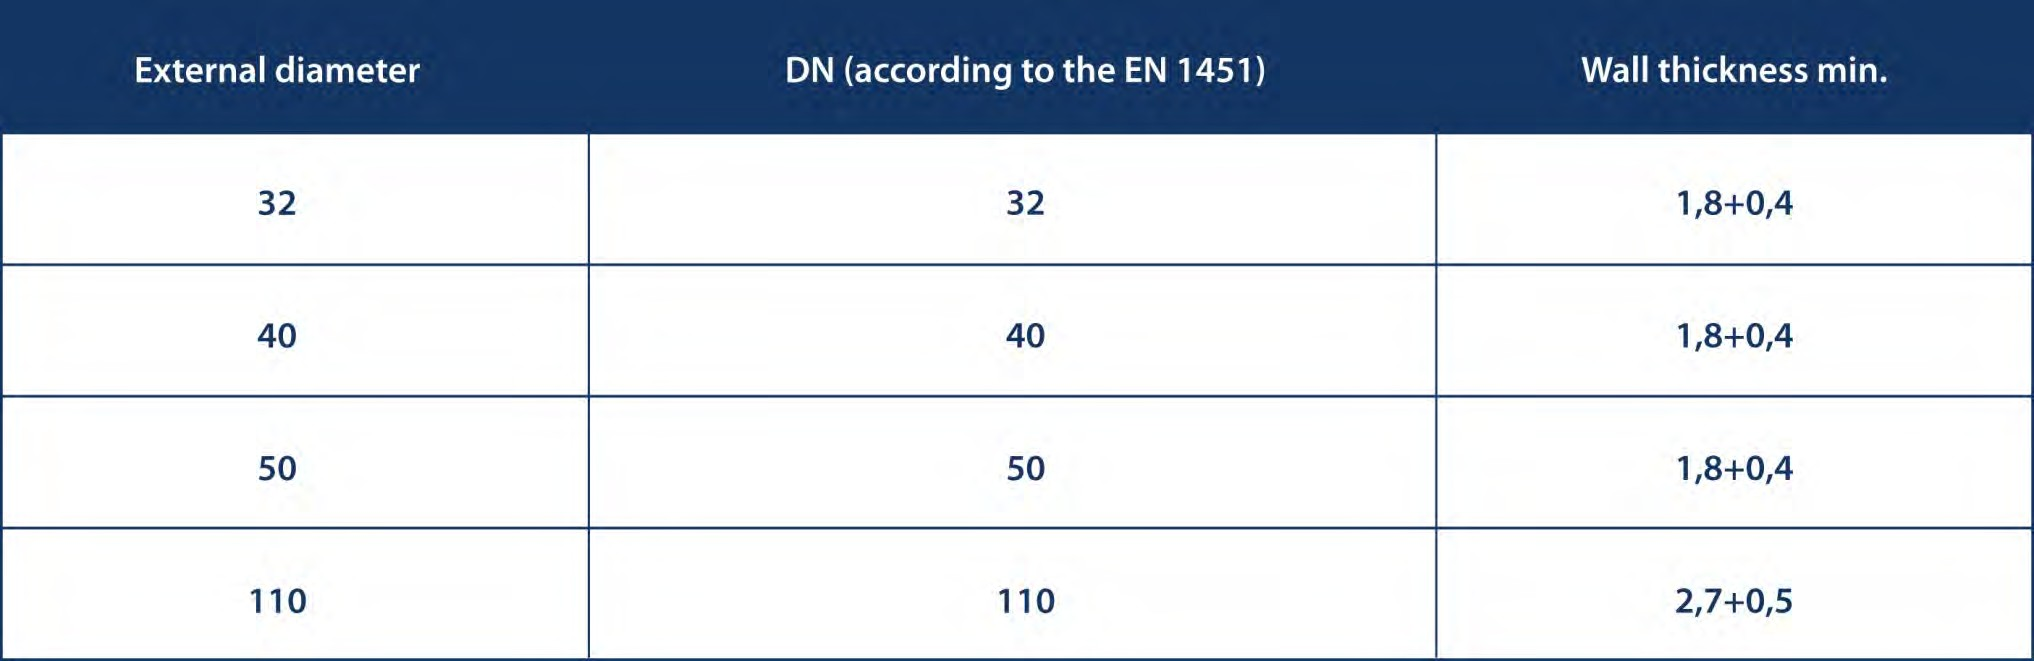 External diameter DN (according to the EN 1451) Wall thickness min.
32 32 1,8+0,4
40 40 1,8+0,4
50 50 1,8+0,4
110 110 2,7+0,5